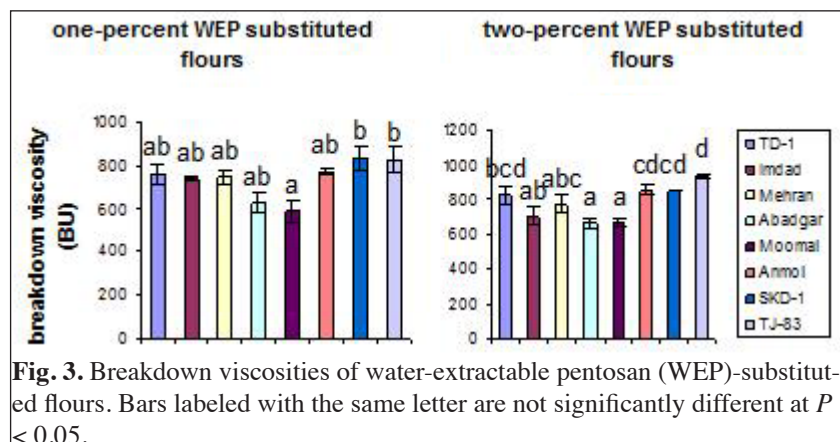 one-percent WEP substituted
flours
two-percent WEP substituted
flours
breakdown viscosity
(BU)
1000
800
600
400
200
0
ab
ab
ab
ab
a
ab
b
b
1200
1000
800
600
400
200
0
bcd
ab
abc
a
a
cd
cd
d
TD-1
Imdad
Mehran
Abadgar
Moomal
Anmol
SKD-1
TJ-83
Fig. 3. Breakdown viscosities of water-extractable pentosan (WEP)-substitut-
ed flours. Bars labeled with the same letter are not significantly different at P
< 0.05.